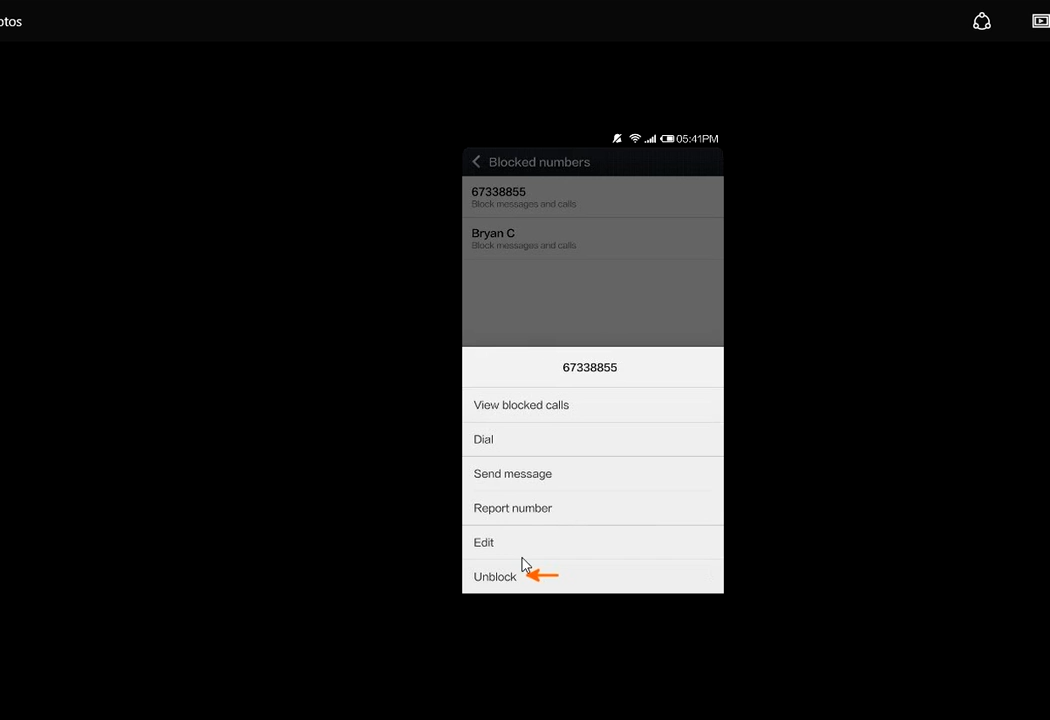 otos
05:41PM
Blocked numbers
67338855
Block messages and calls
Bryan C
Block messages and calls
67338855
View blocked calls
Dial
Send message
Report number
Edit
Unblock